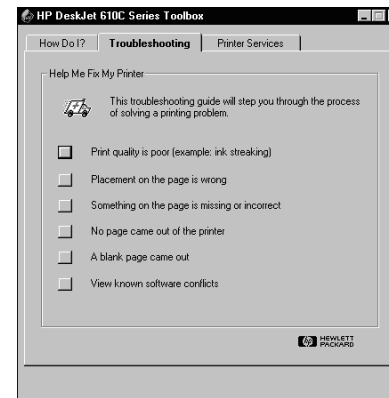 HP DeskJet 610C Series Toolbox
How Do I?
Troubleshooting
Printer Services
Help Me Fix My Printer
This troubleshooting guide will step you through the process
of solving a printing problem.
Print quality is poor (example: ink streaking)
Placement on the page is wrong
Something on the page is missing or incorrect
No page came out of the printer
A blank page came out
View known software conflicts
hp HEWLETT
PACKARD